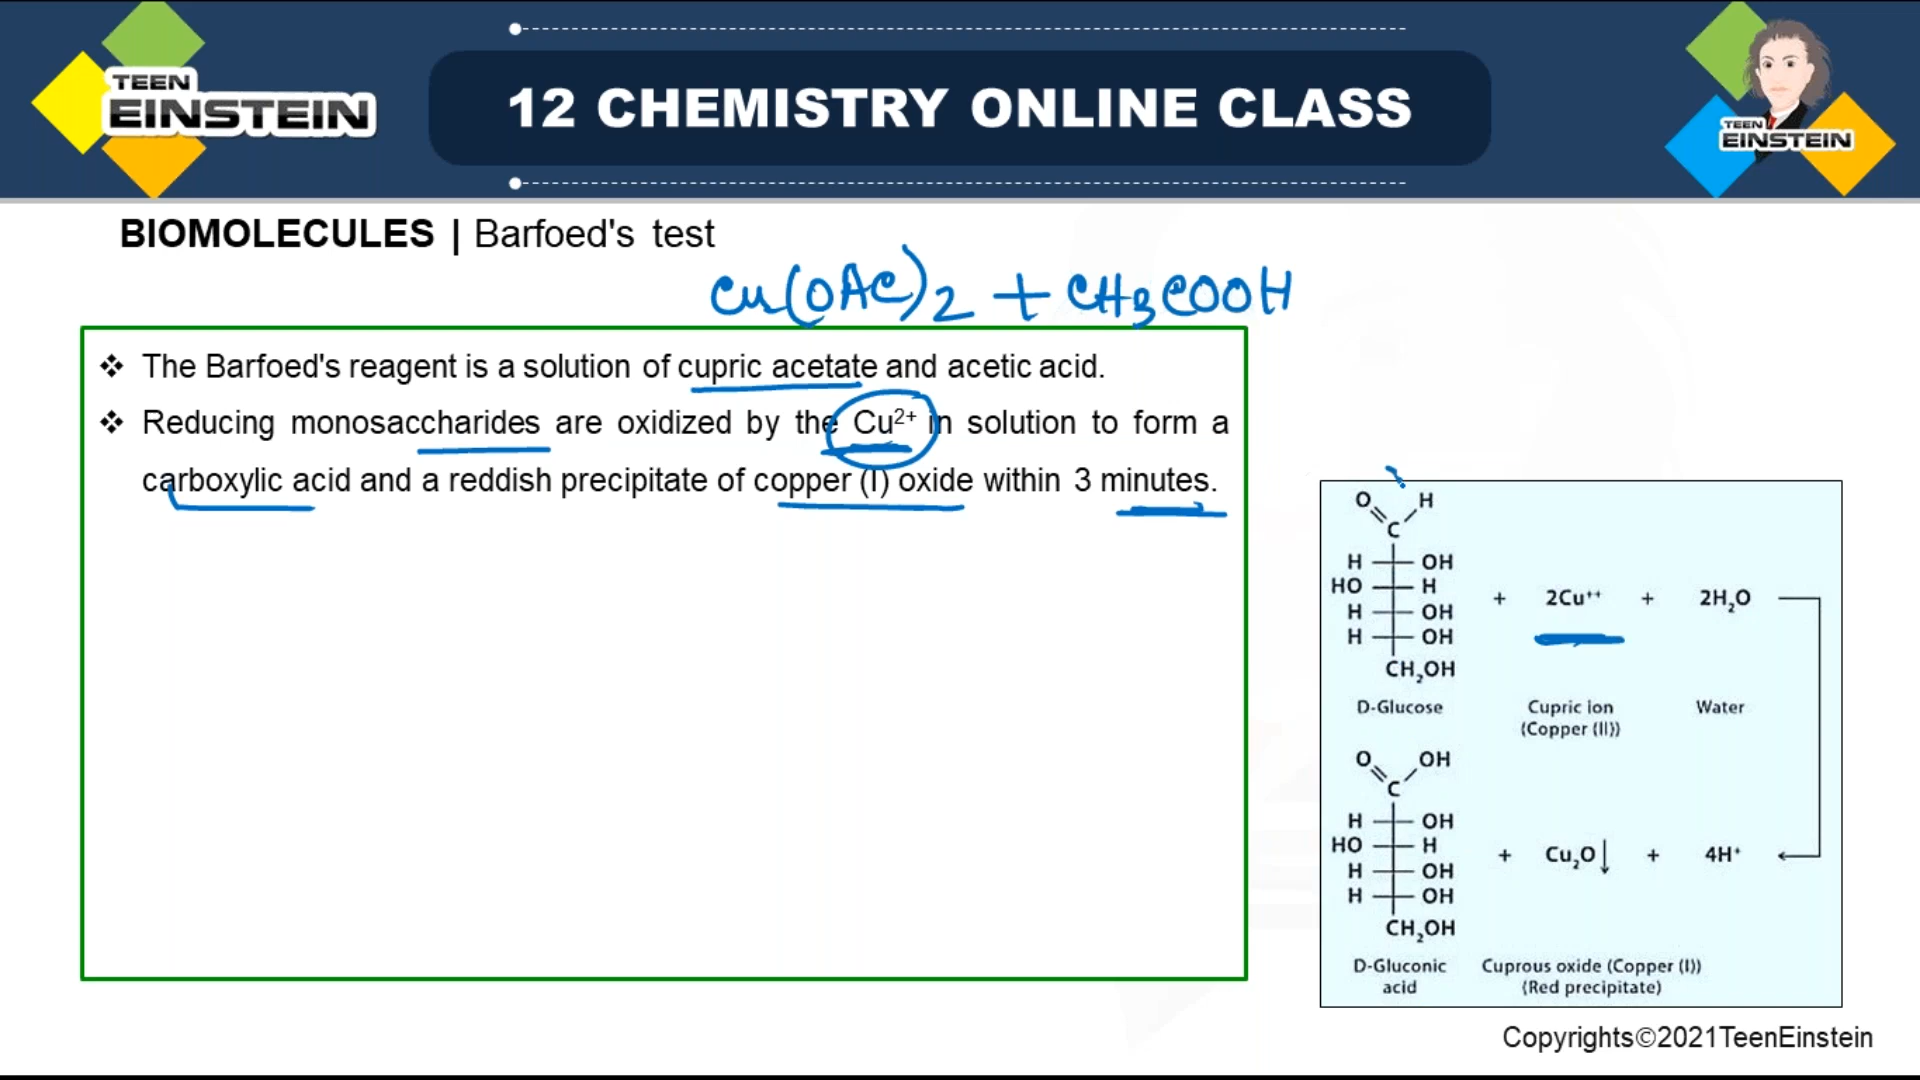 TEEN
EINSTEIN
12 CHEMISTRY ONLINE CLASS
TEEN
EINSTEIN
BIOMOLECULES | Barfoed's test
Cu(OAC)2 + CH3COOH
❖ The Barfoed's reagent is a solution of cupric acetate and acetic acid.
❖ Reducing monosaccharides are oxidized by the Cu²⁺ in solution to form a
carboxylic acid and a reddish precipitate of copper (I) oxide within 3 minutes.
O H
C
H OH
HO H
H OH
H OH
CH₂OH
+ 2Cu⁺⁺ + 2H₂O
D-Glucose Cupric ion Water
(Copper (II))
O OH
C
H OH
HO H
H OH
H OH
CH₂OH
+ Cu₂O↓ + 4H⁺ ←
D-Gluconic Cuprous oxide (Copper (I))
acid (Red precipitate)
Copyrights©2021TeenEinstein